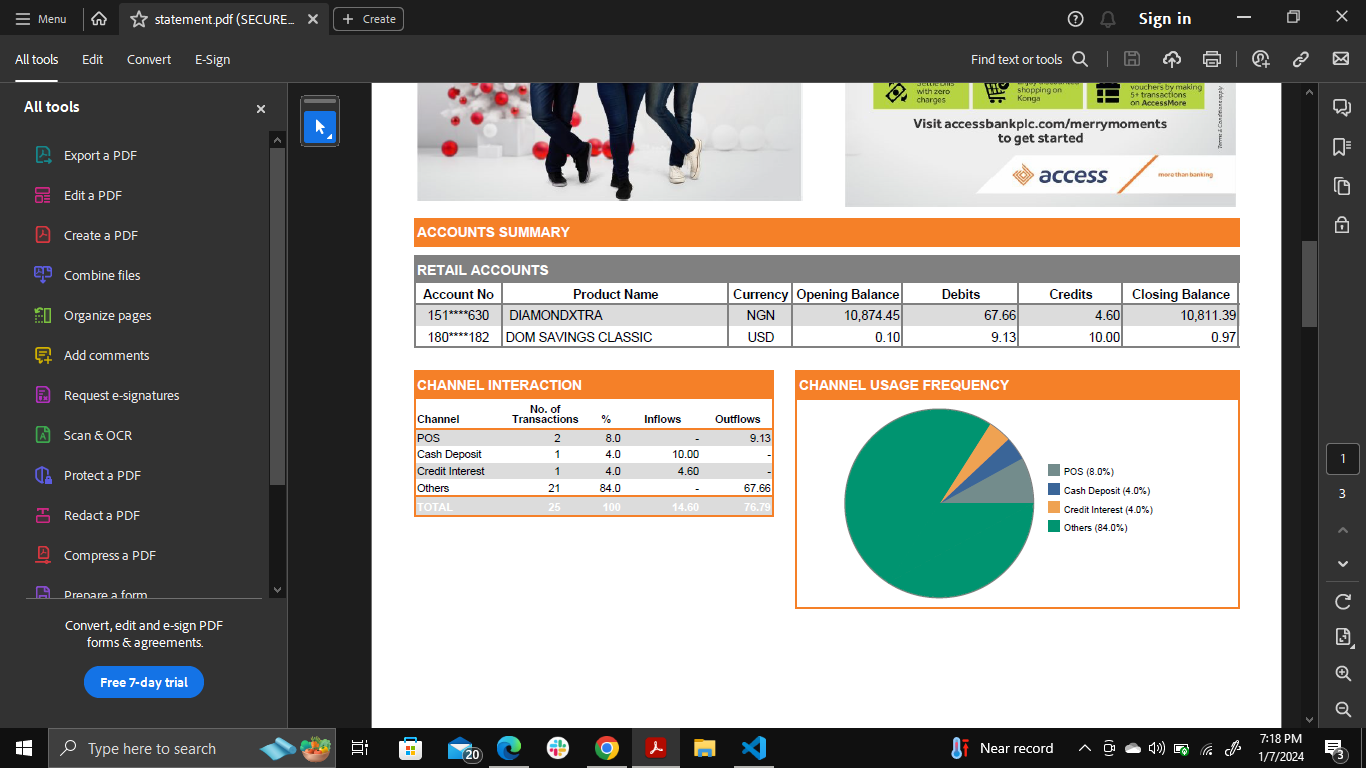 Menu
statement.pdf (SECURE...
Create
Sign in
All tools
Edit
Convert
E-Sign
Find text or tools
All tools
Export a PDF
Edit a PDF
Create a PDF
Combine files
Organize pages
Add comments
Request e-signatures
Scan & OCR
Protect a PDF
Redact a PDF
Compress a PDF
Prepare a form
Convert, edit and e-sign PDF
forms & agreements.
Free 7-day trial
with zero
charges
shopping on
Konga
vouchers by making
5+ transactions
on AccessMore
Visit accessbankplc.com/merrymoments
to get started
access
more than banking
ACCOUNTS SUMMARY
RETAIL ACCOUNTS
Account No Product Name Currency Opening Balance Debits Credits Closing Balance
151****630 DIAMONDXTRA NGN 10,874.45 67.66 4.60 10,811.39
180****182 DOM SAVINGS CLASSIC USD 0.10 9.13 10.00 0.97
CHANNEL INTERACTION
Channel No. of Transactions % Inflows Outflows
POS 2 8.0 - 9.13
Cash Deposit 1 4.0 10.00 -
Credit Interest 1 4.0 4.60 -
Others 21 84.0 - 67.66
TOTAL 25 100 14.60 76.79
CHANNEL USAGE FREQUENCY
POS (8.0%)
Cash Deposit (4.0%)
Credit Interest (4.0%)
Others (84.0%)
1
3
Type here to search
20
Near record
7:18 PM
1/7/2024
3